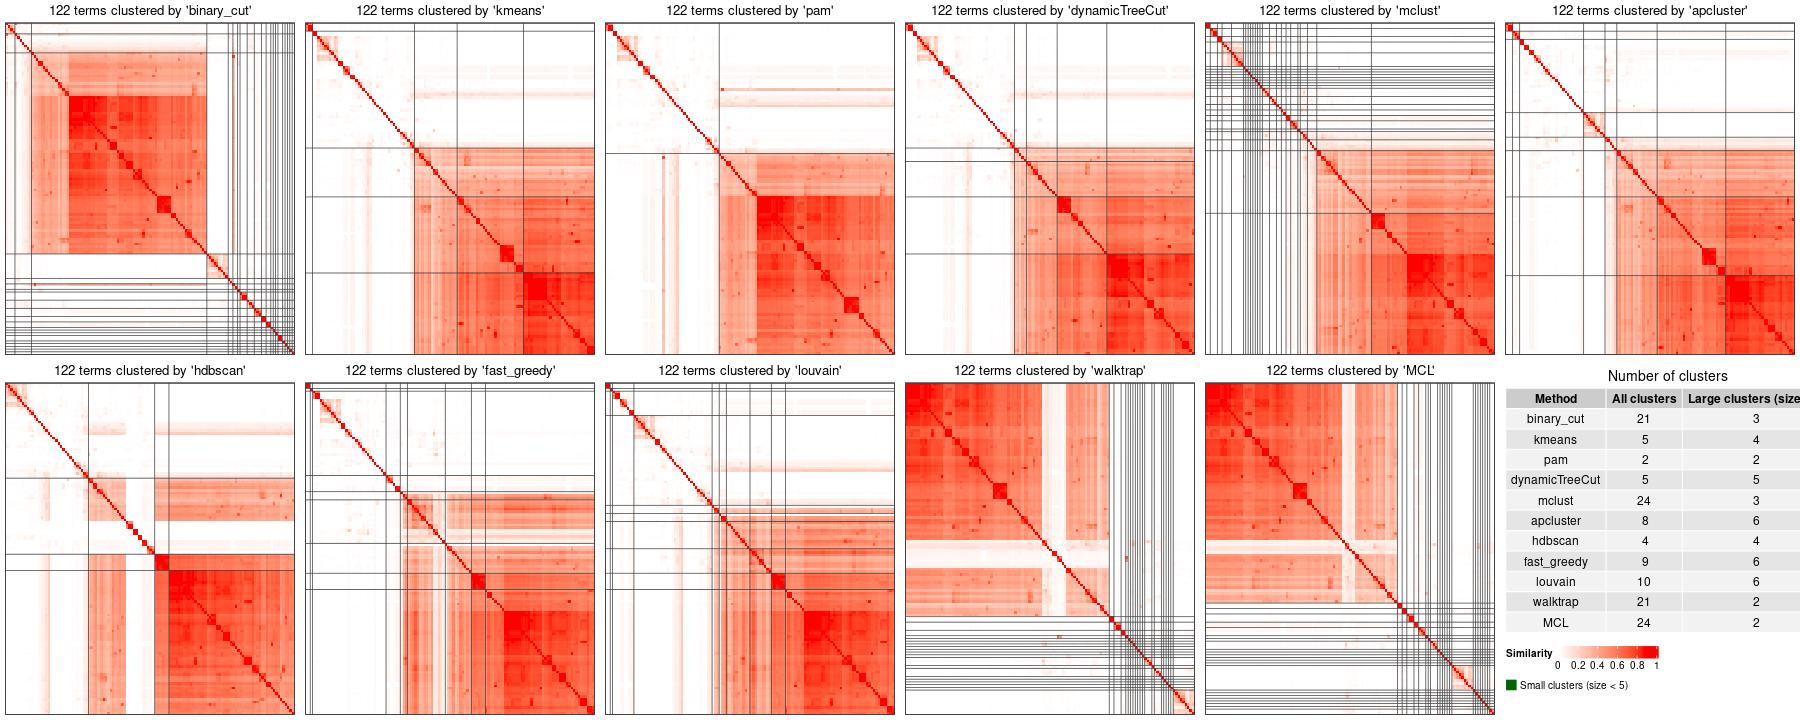 122 terms clustered by 'binary_cut'
122 terms clustered by 'kmeans'
122 terms clustered by 'pam'
122 terms clustered by 'dynamicTreeCut'
122 terms clustered by 'mclust'
122 terms clustered by 'apcluster'
122 terms clustered by 'hdbscan'
122 terms clustered by 'fast_greedy'
122 terms clustered by 'louvain'
122 terms clustered by 'walktrap'
122 terms clustered by 'MCL'
Number of clusters
Method All clusters Large clusters (size
binary_cut 21 3
kmeans 5 4
pam 2 2
dynamicTreeCut 5 5
mclust 24 3
apcluster 8 6
hdbscan 4 4
fast_greedy 9 6
louvain 10 6
walktrap 21 2
MCL 24 2
Similarity
0 0.2 0.4 0.6 0.8 1
Small clusters (size < 5)